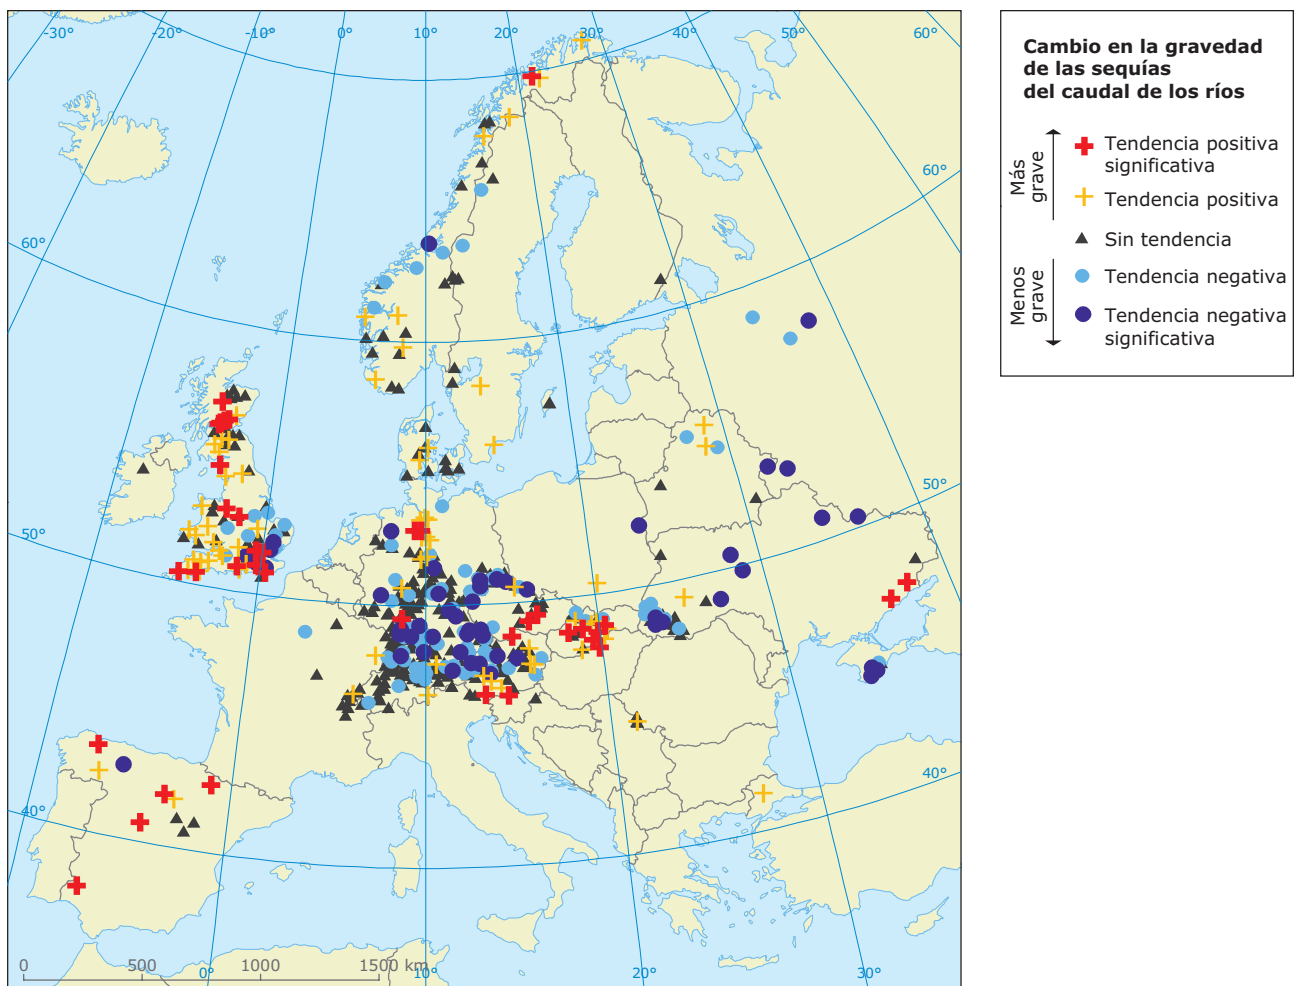 -30°
-20°
-10°
0°
10°
20°
30°
40°
50°
60°
60°
60°
50°
50°
40°
40°
0
500
1000
1500 km
0°
10°
20°
30°
Cambio en la gravedad
de las sequías
del caudal de los ríos
Más
grave
Tendencia positiva
significativa
Tendencia positiva
Sin tendencia
Menos
grave
Tendencia negativa
Tendencia negativa
significativa